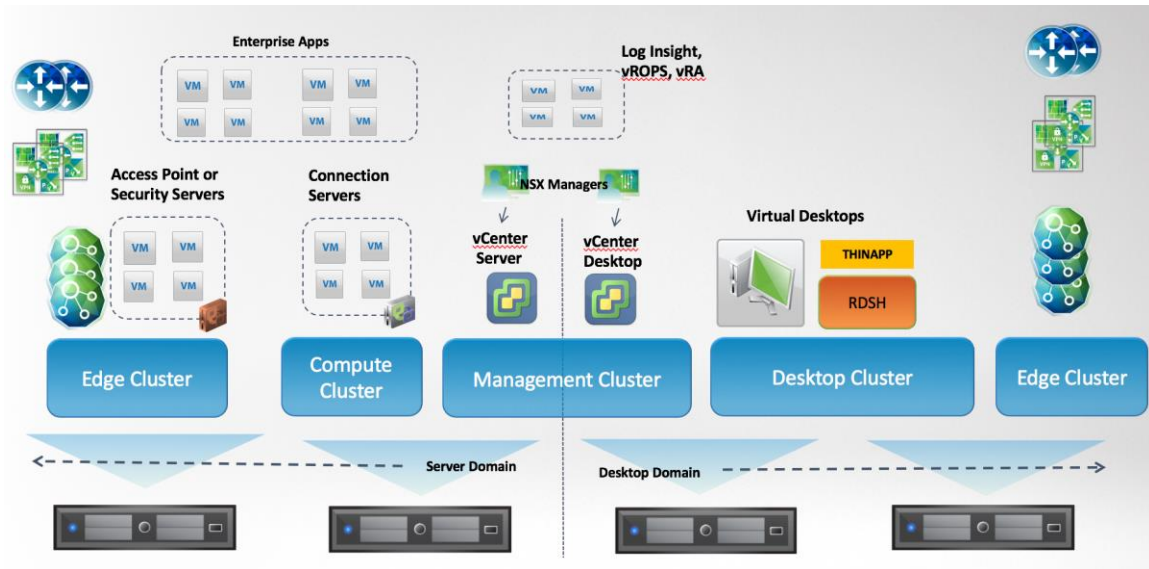 Enterprise Apps
VM VM VM VM
VM VM VM VM
Log Insight,
vROPS, vRA
VM VM
VM VM
Access Point or
Security Servers
VM VM
VM VM
Connection
Servers
VM VM
VM VM
NSX Managers
vCenter
Server
vCenter
Desktop
Virtual Desktops
THINAPP
RDSH
VPN
VPN
Edge Cluster
Compute
Cluster
Management Cluster
Desktop Cluster
Edge Cluster
Server Domain
Desktop Domain